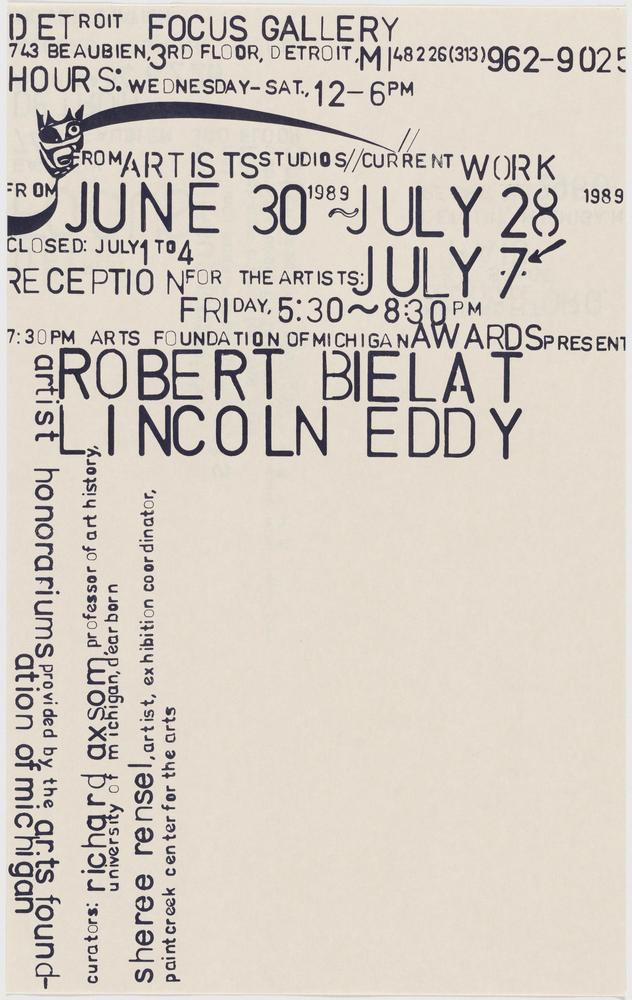 DETROIT FOCUS GALLERY
743 BEAUBIEN, 3RD FLOOR, DETROIT, MI 48226 (313) 962-9025
HOURS: WEDNESDAY-SAT., 12-6PM
FROM ARTISTS STUDIOS//CURRENT WORK
FROM JUNE 30 1989 ~ JULY 28 1989
CLOSED: JULY 1 TO 4
RECEPTION FOR THE ARTISTS: JULY 7
FRIDAY, 5:30~8:30 PM
7:30PM ARTS FOUNDATION OF MICHIGAN AWARDS PRESENT
ROBERT BIELAT
LINCOLN EDDY
artist honorariums provided by the arts found-
ation of michigan
curators: richard axsom professor of art history,
university of michigan, dearborn
sheree rensel, artist, exhibition coordinator,
paintcreek center for the arts